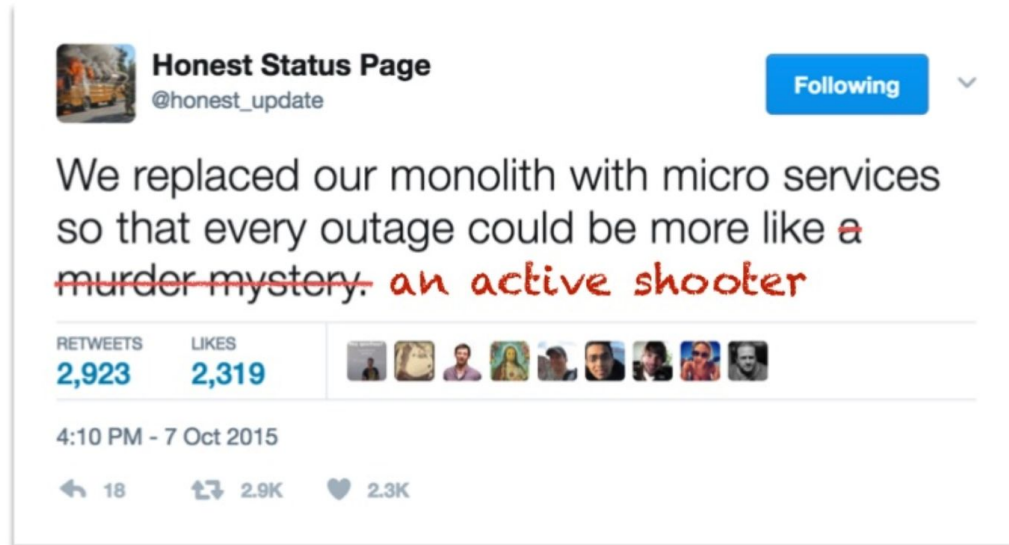 Honest Status Page
@honest_update
Following
We replaced our monolith with micro services
so that every outage could be more like a
murder mystery. an active shooter
RETWEETS LIKES
2,923 2,319
4:10 PM - 7 Oct 2015
18 2.9K 2.3K